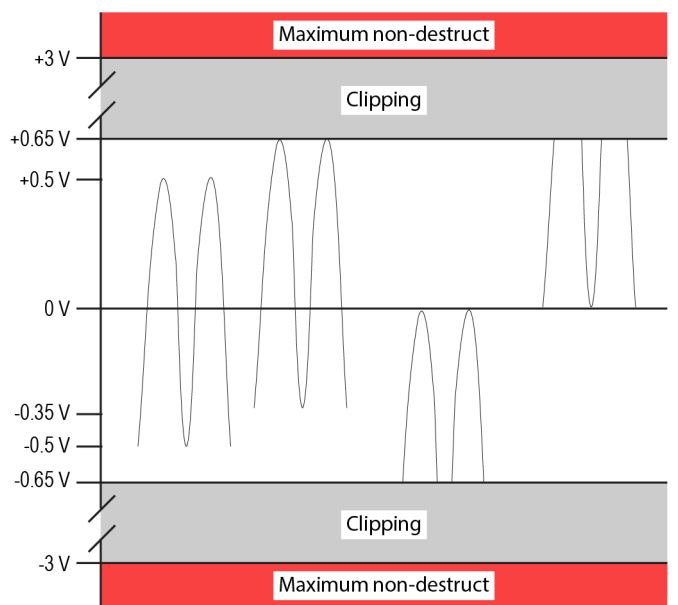 Maximum non-destruct
+3 V
Clipping
+0.65 V
+0.5 V
0 V
-0.35 V
-0.5 V
-0.65 V
Clipping
-3 V
Maximum non-destruct